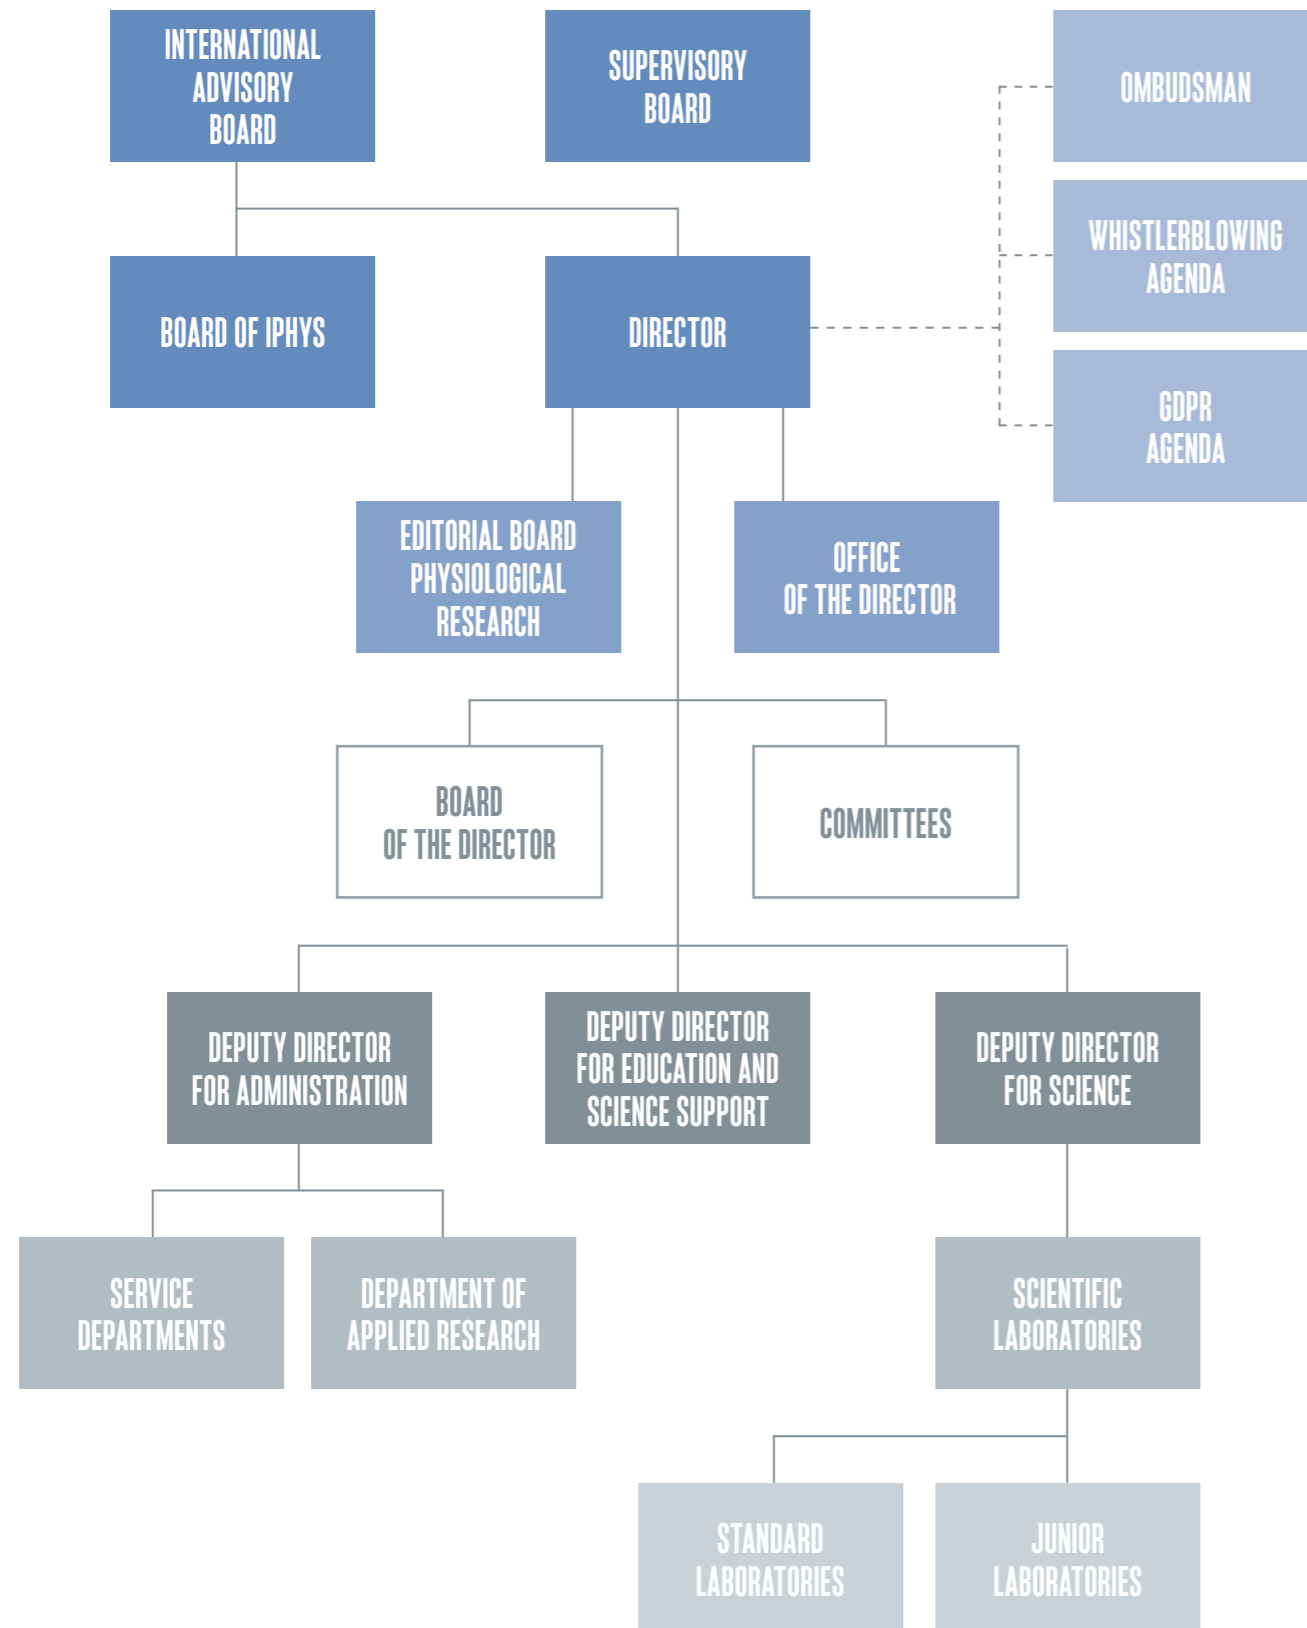 INTERNATIONAL
ADVISORY
BOARD
SUPERVISORY
BOARD
OMBUDSMAN
WHISTLERBLOWING
AGENDA
BOARD OF IPHYS
DIRECTOR
GDPR
AGENDA
EDITORIAL BOARD
PHYSIOLOGICAL
RESEARCH
OFFICE
OF THE DIRECTOR
BOARD
OF THE DIRECTOR
COMMITTEES
DEPUTY DIRECTOR
FOR ADMINISTRATION
DEPUTY DIRECTOR
FOR EDUCATION AND
SCIENCE SUPPORT
DEPUTY DIRECTOR
FOR SCIENCE
SERVICE
DEPARTMENTS
DEPARTMENT OF
APPLIED RESEARCH
SCIENTIFIC
LABORATORIES
STANDARD
LABORATORIES
JUNIOR
LABORATORIES